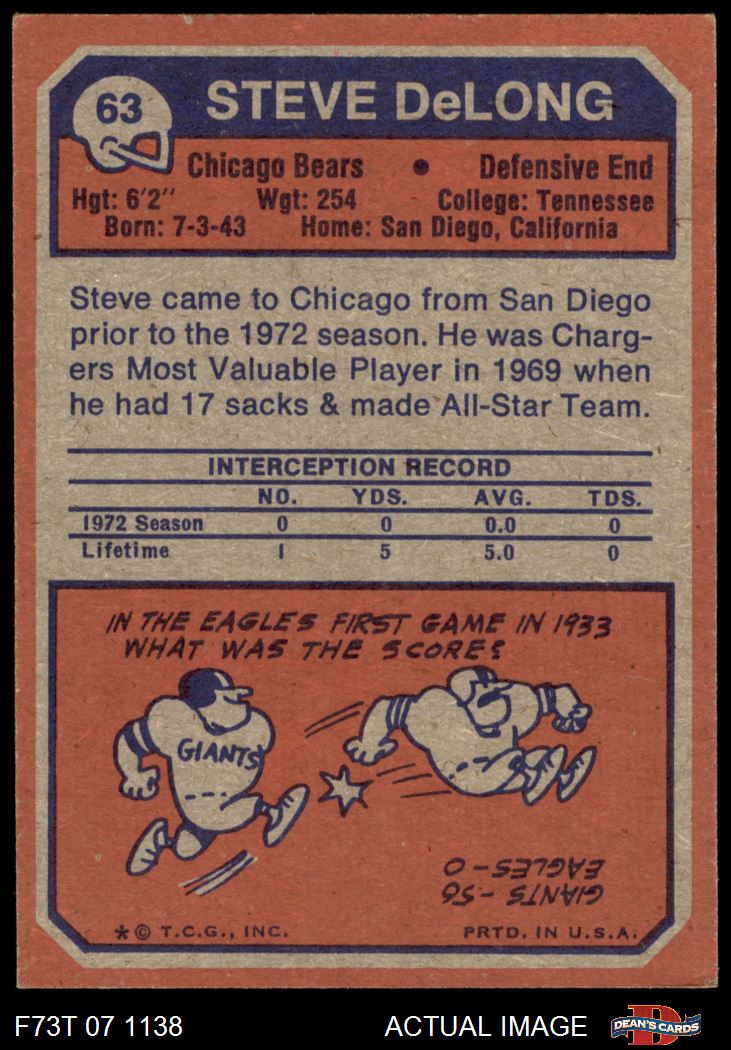 63
STEVE DeLONG
Chicago Bears • Defensive End
Hgt: 6'2" Wgt: 254 College: Tennessee
Born: 7-3-43 Home: San Diego, California
Steve came to Chicago from San Diego
prior to the 1972 season. He was Charg-
ers Most Valuable Player in 1969 when
he had 17 sacks & made All-Star Team.
INTERCEPTION RECORD
NO. YDS. AVG. TDS.
1972 Season 0 0 0.0 0
Lifetime 1 5 5.0 0
IN THE EAGLES FIRST GAME IN 1933
WHAT WAS THE SCORE?
GIANTS
GIANTS - 56
EAGLES - 0
* © T.C.G., INC. PRTD. IN U.S.A.
F73T 07 1138 ACTUAL IMAGE
D
DEAN'S CARDS